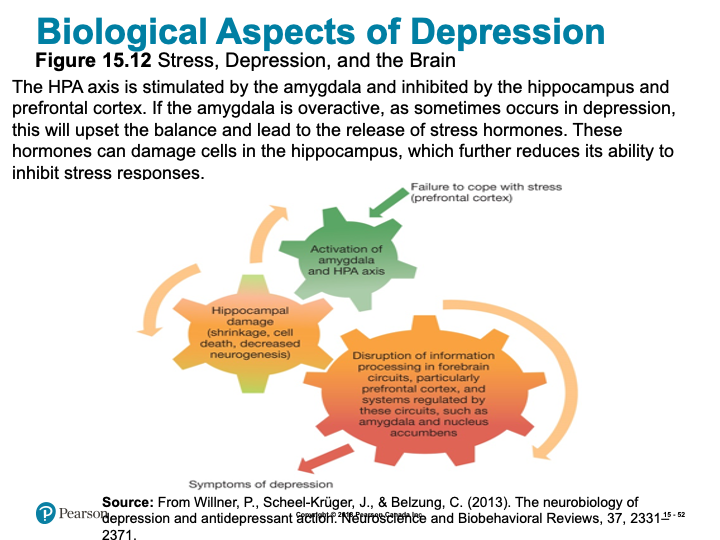 Biological Aspects of Depression
Figure 15.12 Stress, Depression, and the Brain
The HPA axis is stimulated by the amygdala and inhibited by the hippocampus and
prefrontal cortex. If the amygdala is overactive, as sometimes occurs in depression,
this will upset the balance and lead to the release of stress hormones. These
hormones can damage cells in the hippocampus, which further reduces its ability to
inhibit stress responses.
Failure to cope with stress
(prefrontal cortex)
Activation of
amygdala
and HPA axis
Hippocampal
damage
(shrinkage, cell
death, decreased
neurogenesis)
Disruption of information
processing in forebrain
circuits, particularly
prefrontal cortex, and
systems regulated by
these circuits, such as
amygdala and nucleus
accumbens
Symptoms of depression
Source: From Willner, P., Scheel-Krüger, J., & Belzung, C. (2013). The neurobiology of
depression and antidepressant action. Neuroscience and Biobehavioral Reviews, 37, 2331–
2371.
Pearson
Copyright © Pearson Canada Inc.
15 - 52